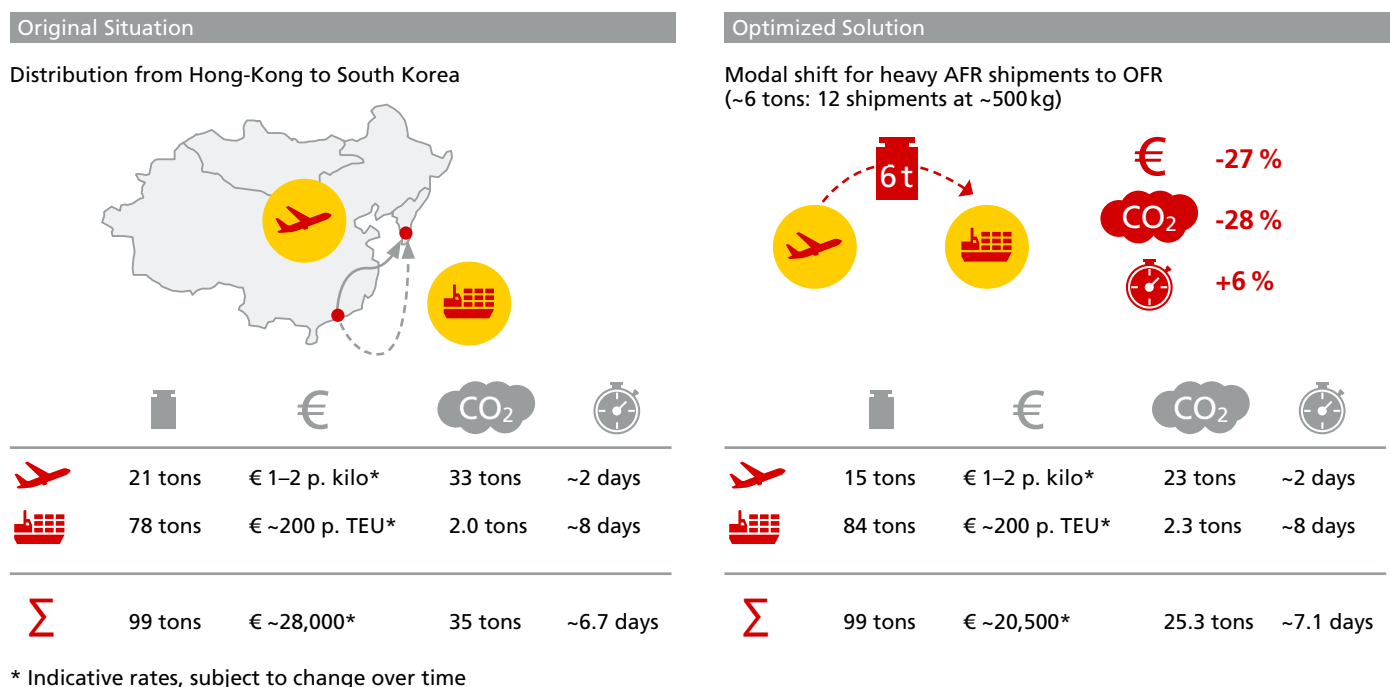 Original Situation
Distribution from Hong-Kong to South Korea
€ CO₂
21 tons € 1–2 p. kilo* 33 tons ~2 days
78 tons € ~200 p. TEU* 2.0 tons ~8 days
Σ 99 tons € ~28,000* 35 tons ~6.7 days
* Indicative rates, subject to change over time
Optimized Solution
Modal shift for heavy AFR shipments to OFR
(~6 tons: 12 shipments at ~500 kg)
6 t
€ -27 %
CO₂ -28 %
+6 %
€ CO₂
15 tons € 1–2 p. kilo* 23 tons ~2 days
84 tons € ~200 p. TEU* 2.3 tons ~8 days
Σ 99 tons € ~20,500* 25.3 tons ~7.1 days